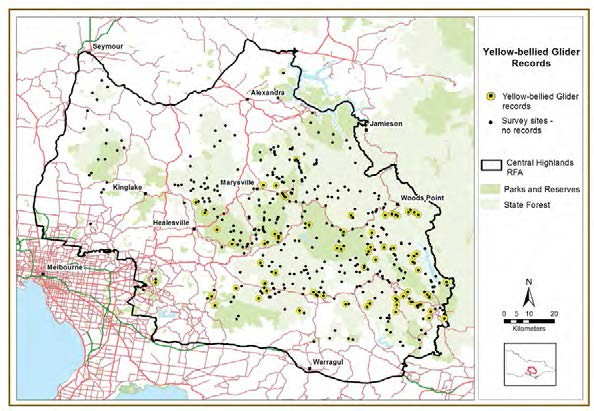 Seymour
Alexandra
Jamieson
Kinglake
Marysville
Woods Point
Healesville
Melbourne
Warragul
Yellow-bellied Glider
Records
Yellow-bellied Glider
records
Survey sites -
no records
Central Highlands
RFA
Parks and Reserves
State Forest
N
0 5 10 20
Kilometers